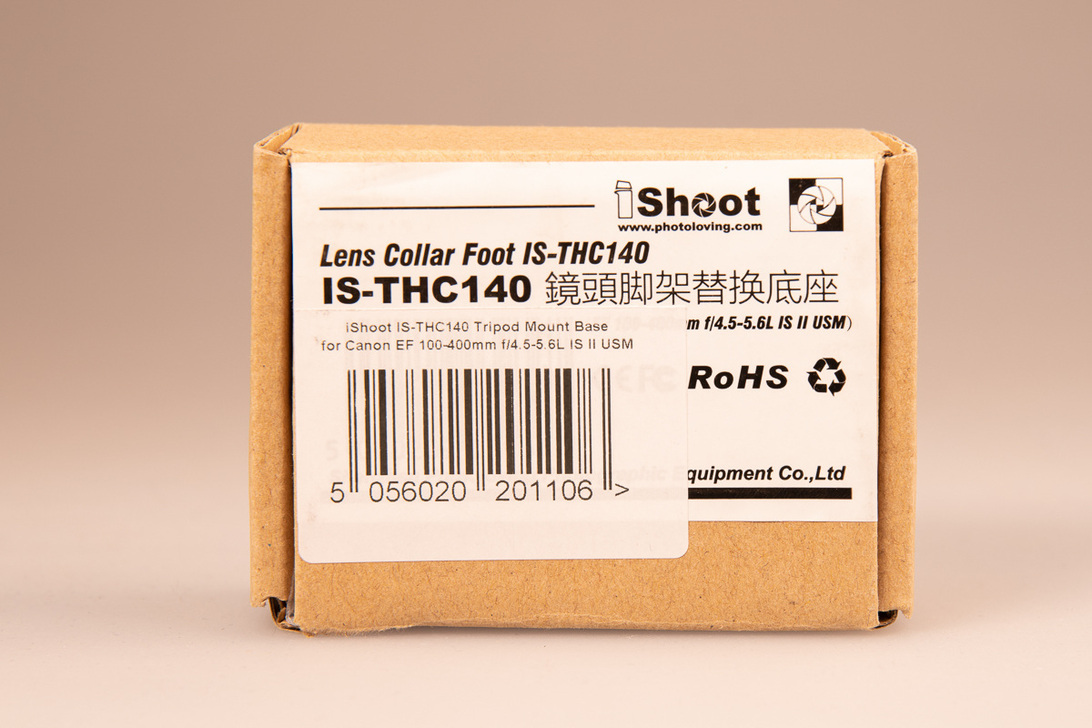 iShoot
www.photoloving.com
Lens Collar Foot IS-THC140
IS-THC140 鏡頭脚架替换底座
m f/4.5-5.6L IS II USM)
iShoot IS-THC140 Tripod Mount Base
for Canon EF 100-400mm f/4.5-5.6L IS II USM
RoHS
quipment Co.,Ltd
5 056020 201106 >